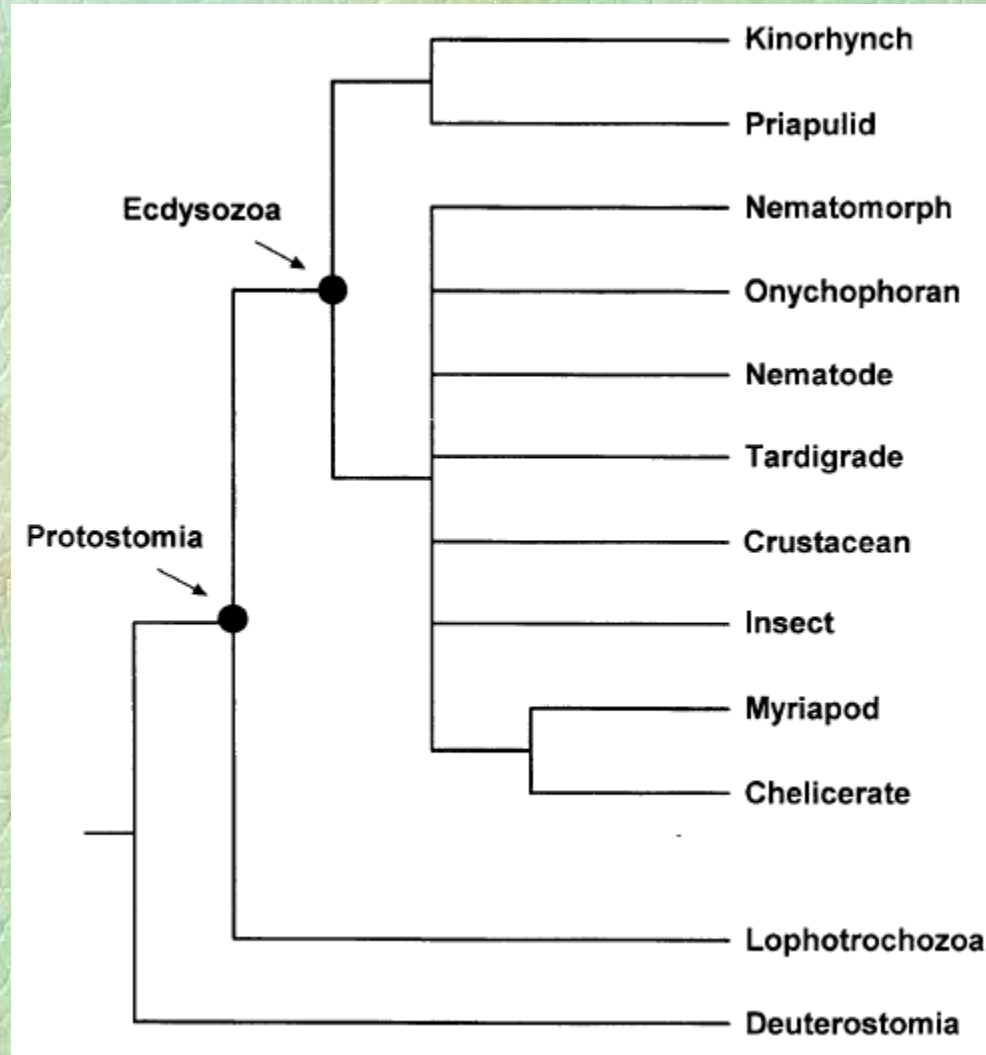 Kinorhynch
Priapulid
Ecdysozoa
Nematomorph
Onychophoran
Nematode
Tardigrade
Protostomia
Crustacean
Insect
Myriapod
Chelicerate
Lophotrochozoa
Deuterostomia